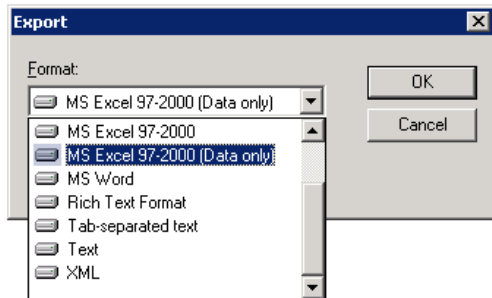 Export
Format:
MS Excel 97-2000 (Data only)
OK
Cancel
MS Excel 97-2000
MS Excel 97-2000 (Data only)
MS Word
Rich Text Format
Tab-separated text
Text
XML